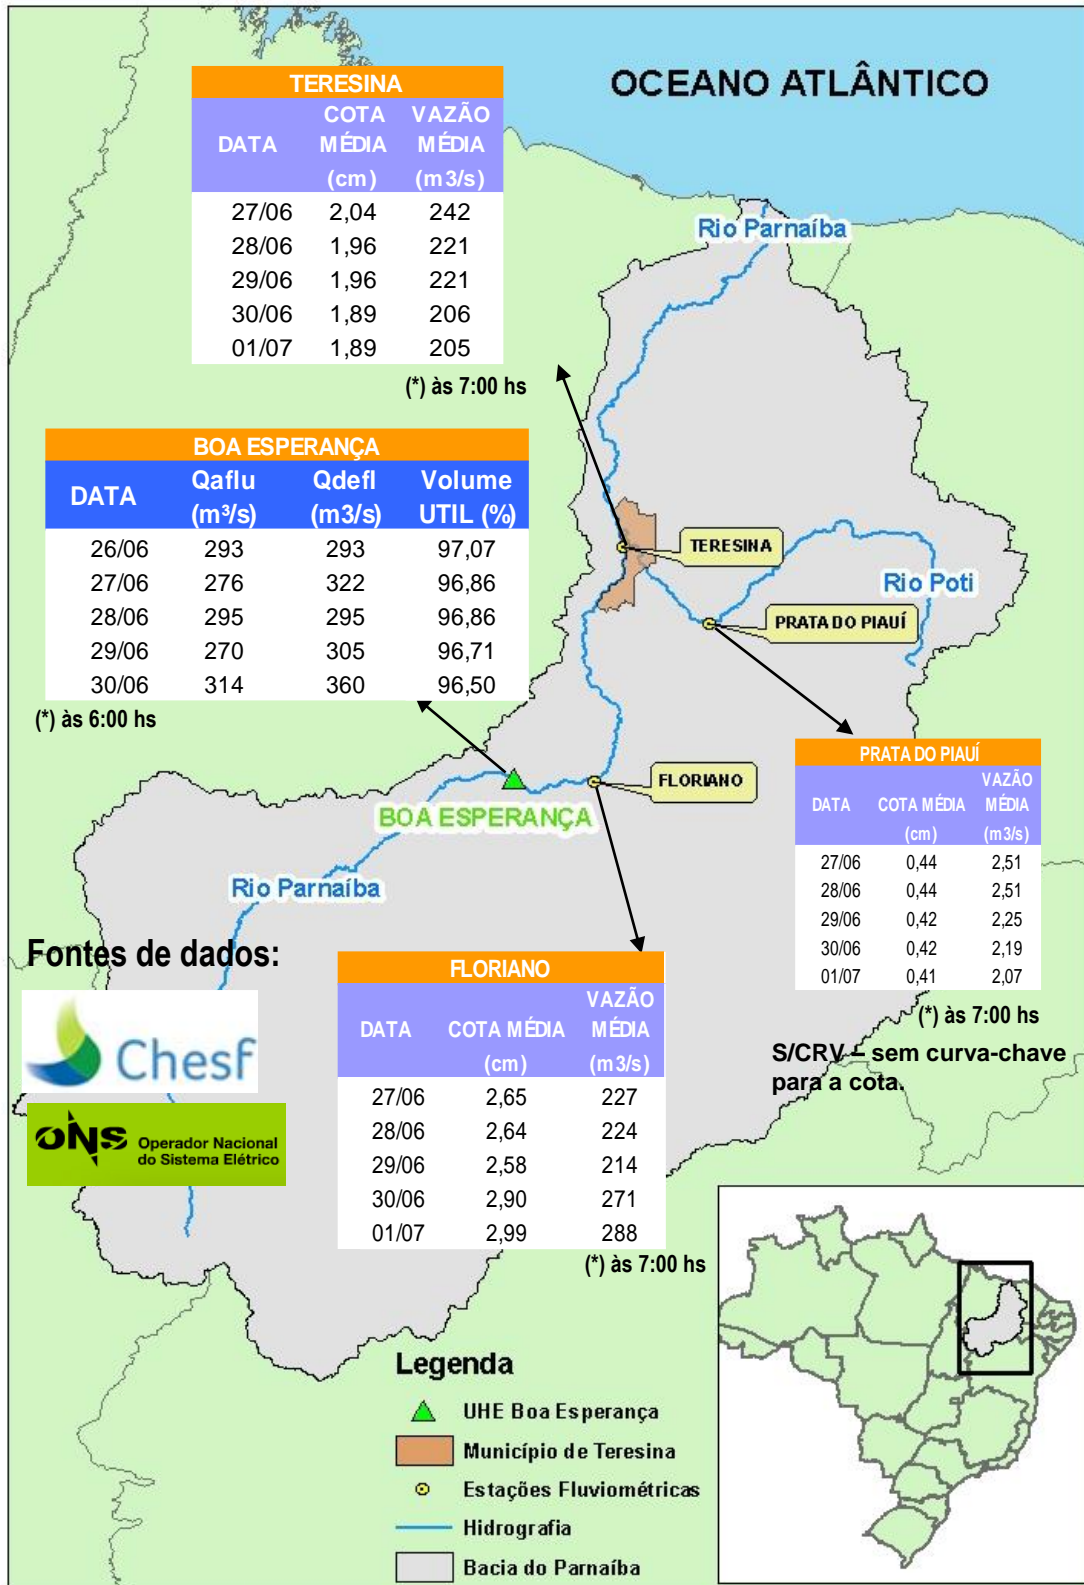 OCEANO ATLÂNTICO
TERESINA
DATA COTA MÉDIA (cm) VAZÃO MÉDIA (m3/s)
27/06 2,04 242
28/06 1,96 221
29/06 1,96 221
30/06 1,89 206
01/07 1,89 205
(*) às 7:00 hs
Rio Parnaíba
BOA ESPERANÇA
DATA Qaflu (m³/s) Qdefl (m3/s) Volume UTIL (%)
26/06 293 293 97,07
27/06 276 322 96,86
28/06 295 295 96,86
29/06 270 305 96,71
30/06 314 360 96,50
(*) às 6:00 hs
TERESINA
Rio Poti
PRATA DO PIAUÍ
FLORIANO
BOA ESPERANÇA
Rio Parnaíba
PRATA DO PIAUÍ
DATA COTA MÉDIA (cm) VAZÃO MÉDIA (m3/s)
27/06 0,44 2,51
28/06 0,44 2,51
29/06 0,42 2,25
30/06 0,42 2,19
01/07 0,41 2,07
(*) às 7:00 hs
S/CRV – sem curva-chave
para a cota.
Fontes de dados:
Chesf
ONS Operador Nacional
do Sistema Elétrico
FLORIANO
DATA COTA MÉDIA (cm) VAZÃO MÉDIA (m3/s)
27/06 2,65 227
28/06 2,64 224
29/06 2,58 214
30/06 2,90 271
01/07 2,99 288
(*) às 7:00 hs
Legenda
UHE Boa Esperança
Município de Teresina
Estações Fluviométricas
Hidrografia
Bacia do Parnaíba